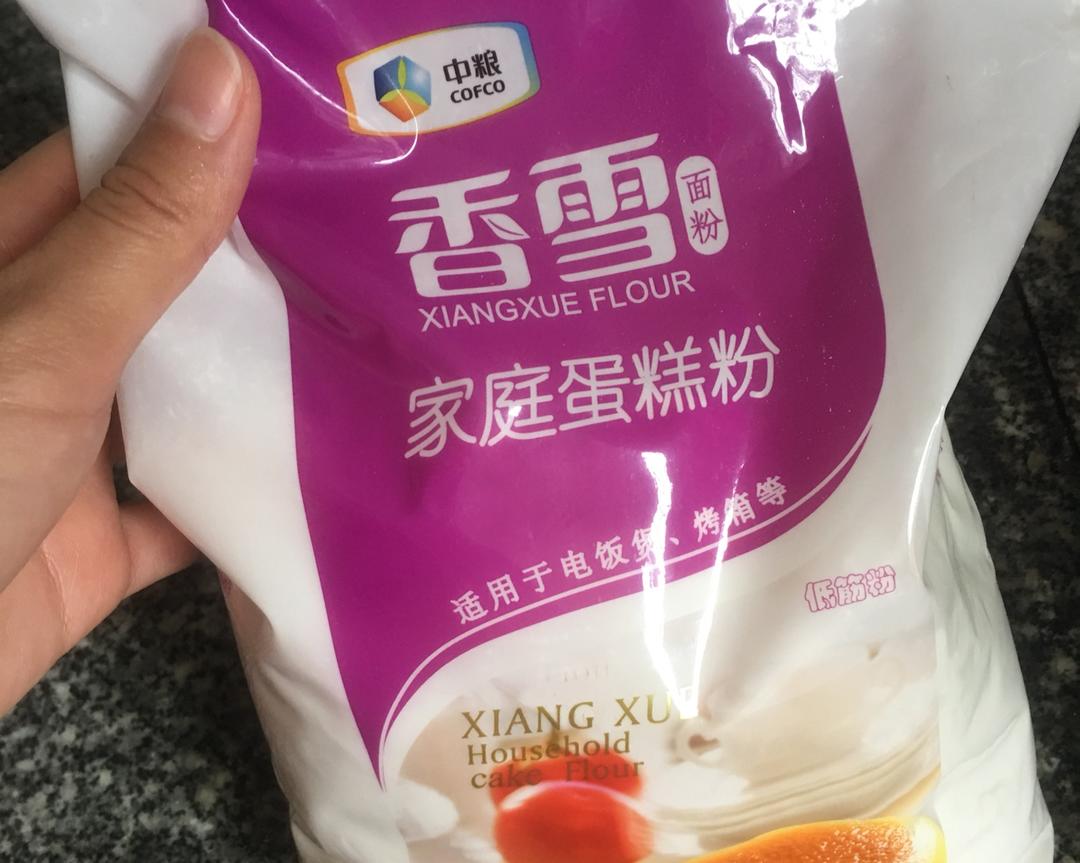 中粮
COFCO
香雪
面粉
XIANGXUE FLOUR
家庭蛋糕粉
适用于电饭煲、烤箱等
低筋粉
XIANG XUE
Household
cake Flour